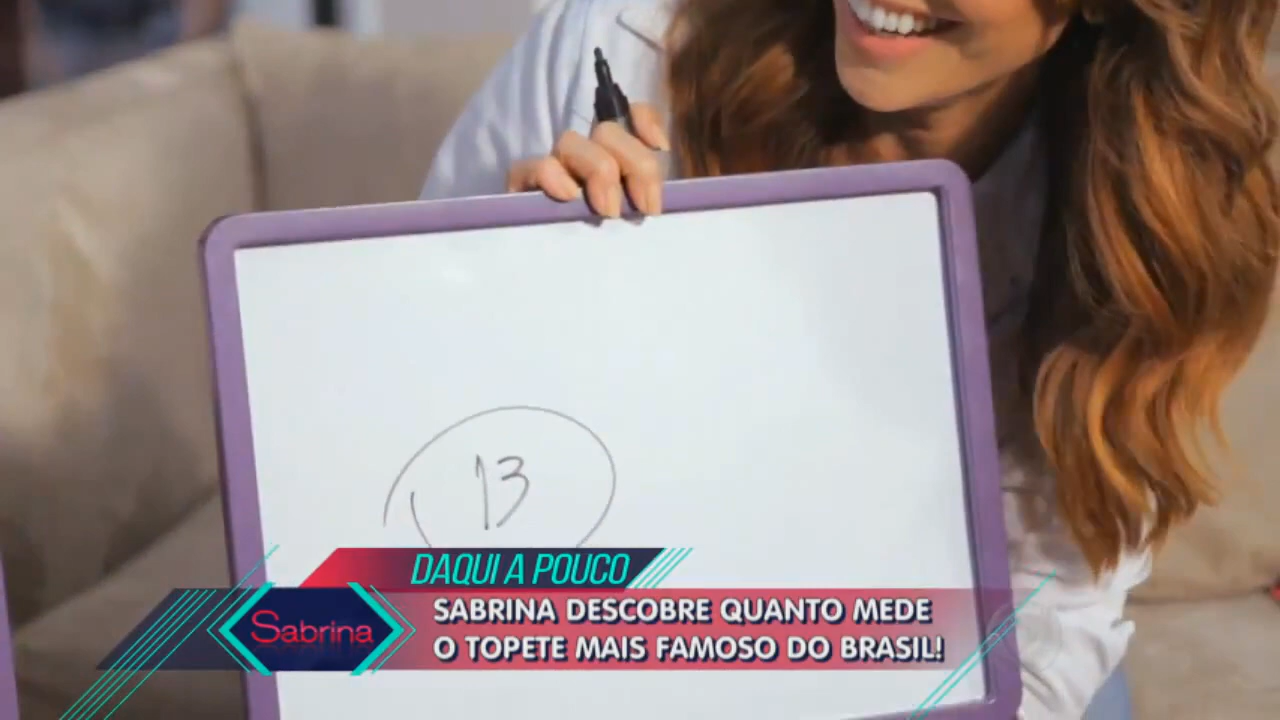 13
DAQUI A POUCO
SABRINA DESCOBRE QUANTO MEDE
Sabrina
O TOPETE MAIS FAMOSO DO BRASIL!